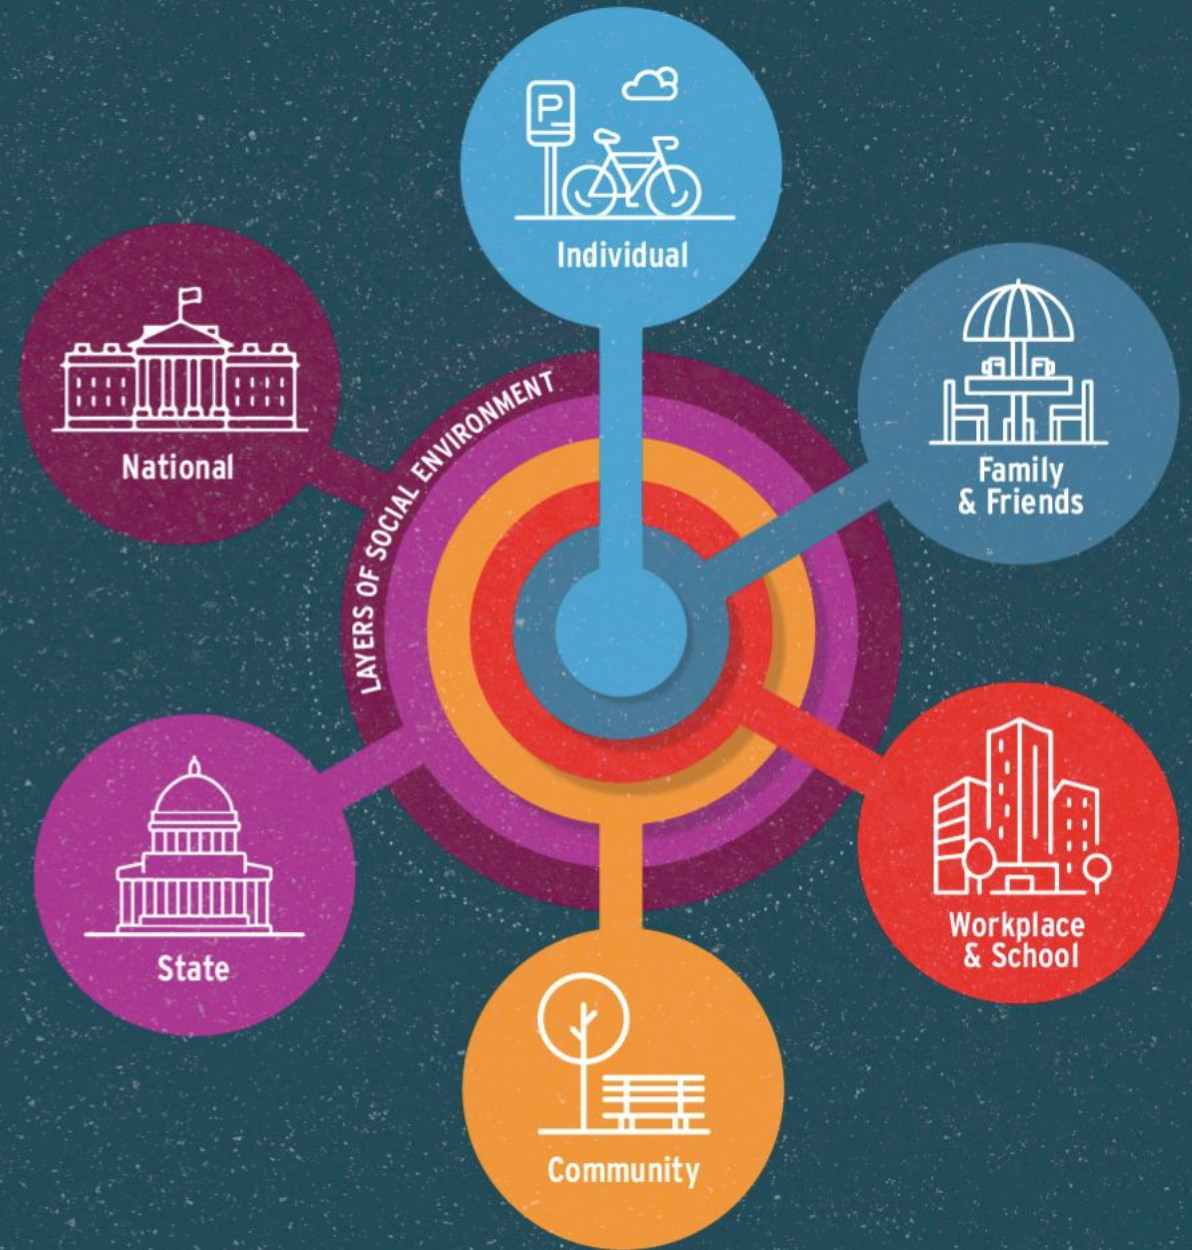 P
Individual
National
Family
& Friends
LAYERS OF SOCIAL ENVIRONMENT
State
Workplace
& School
Community